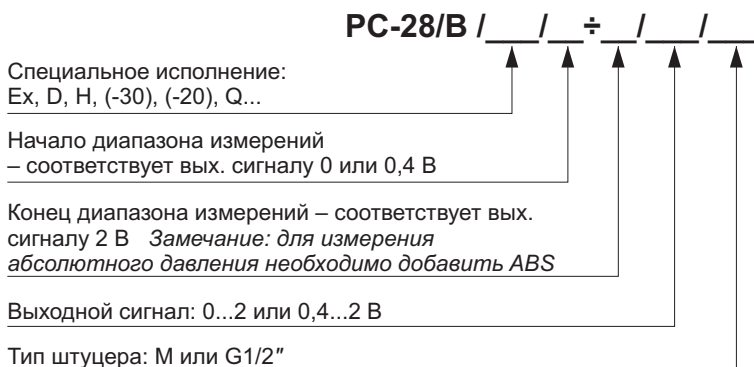 PC-28/B /___/__÷__/___/___
Специальное исполнение:
Ex, D, H, (-30), (-20), Q...
Начало диапазона измерений
– соответствует вых. сигналу 0 или 0,4 В
Конец диапазона измерений – соответствует вых.
сигналу 2 В Замечание: для измерения
абсолютного давления необходимо добавить ABS
Выходной сигнал: 0...2 или 0,4...2 В
Тип штуцера: M или G1/2"